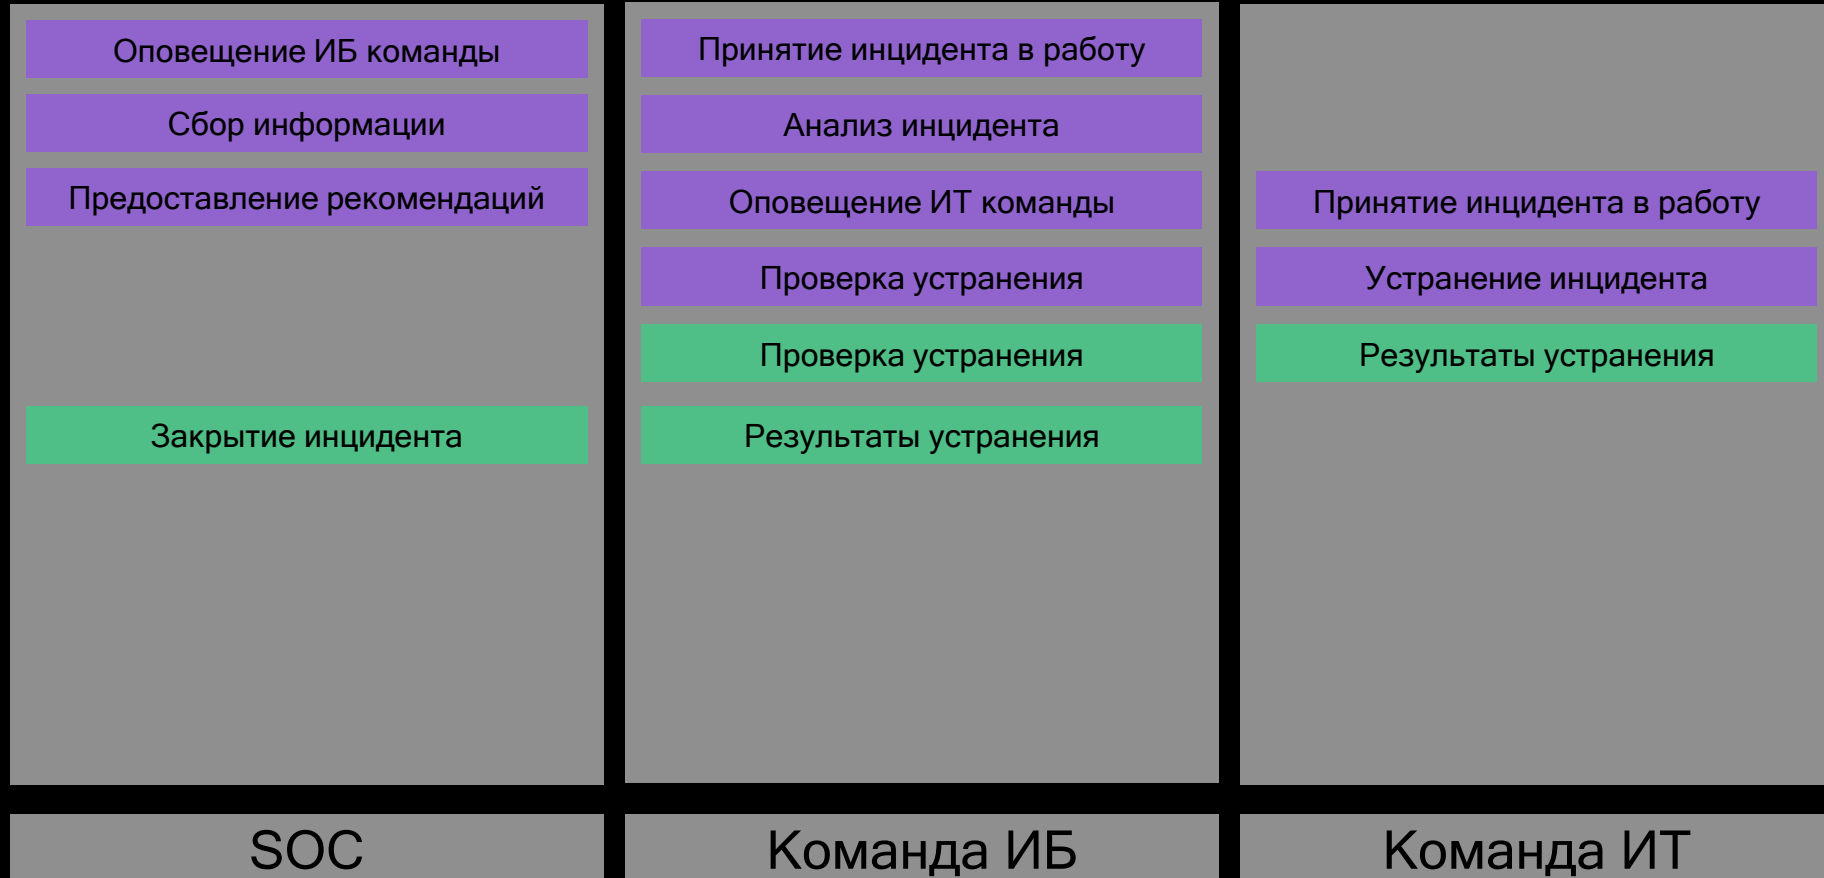 Оповещение ИБ команды
Сбор информации
Предоставление рекомендаций
Закрытие инцидента
SOC
Принятие инцидента в работу
Анализ инцидента
Оповещение ИТ команды
Проверка устранения
Проверка устранения
Результаты устранения
Команда ИБ
Принятие инцидента в работу
Устранение инцидента
Результаты устранения
Команда ИТ